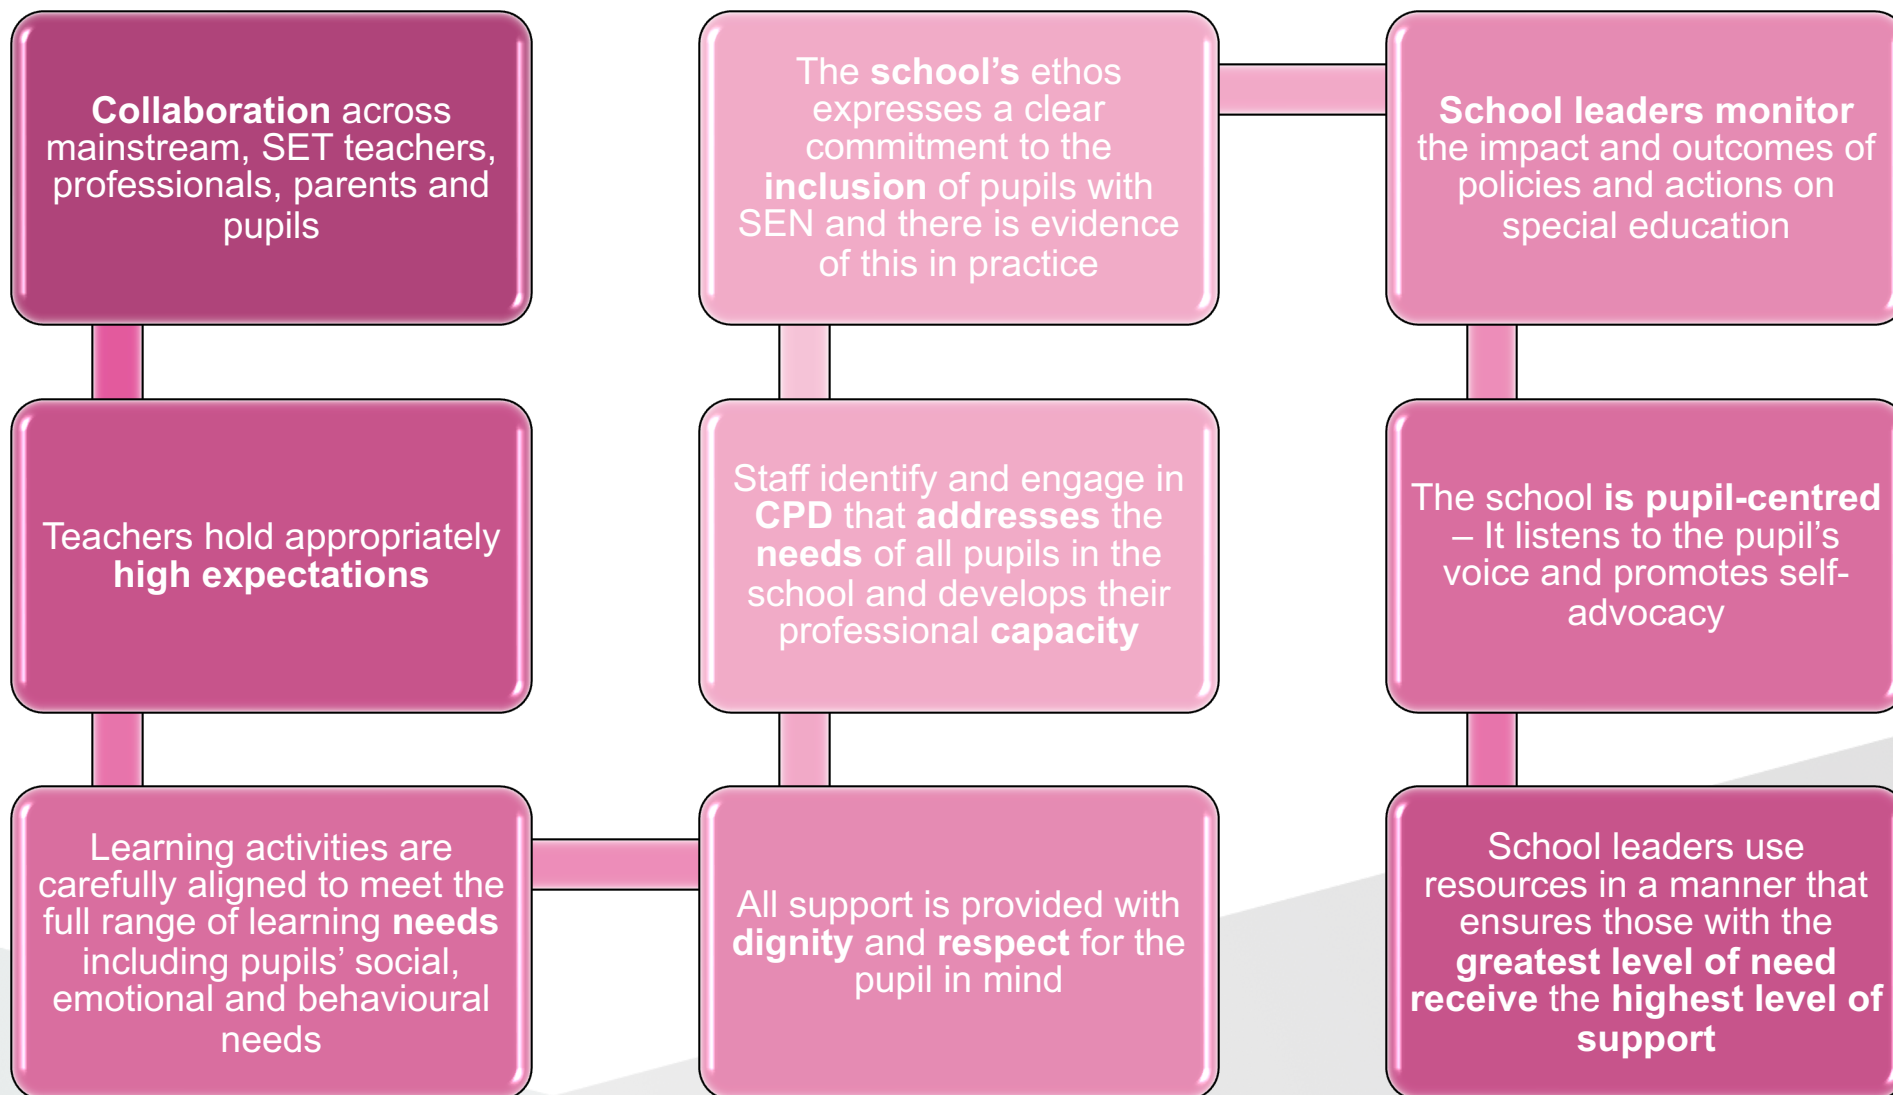 Collaboration across
mainstream, SET teachers,
professionals, parents and
pupils
Teachers hold appropriately
high expectations
Learning activities are
carefully aligned to meet the
full range of learning needs
including pupils’ social,
emotional and behavioural
needs
All support is provided with
dignity and respect for the
pupil in mind
Staff identify and engage in
CPD that addresses the
needs of all pupils in the
school and develops their
professional capacity
The school’s ethos
expresses a clear
commitment to the
inclusion of pupils with
SEN and there is evidence
of this in practice
School leaders monitor
the impact and outcomes of
policies and actions on
special education
The school is pupil-centred
– It listens to the pupil’s
voice and promotes self-
advocacy
School leaders use
resources in a manner that
ensures those with the
greatest level of need
receive the highest level of
support